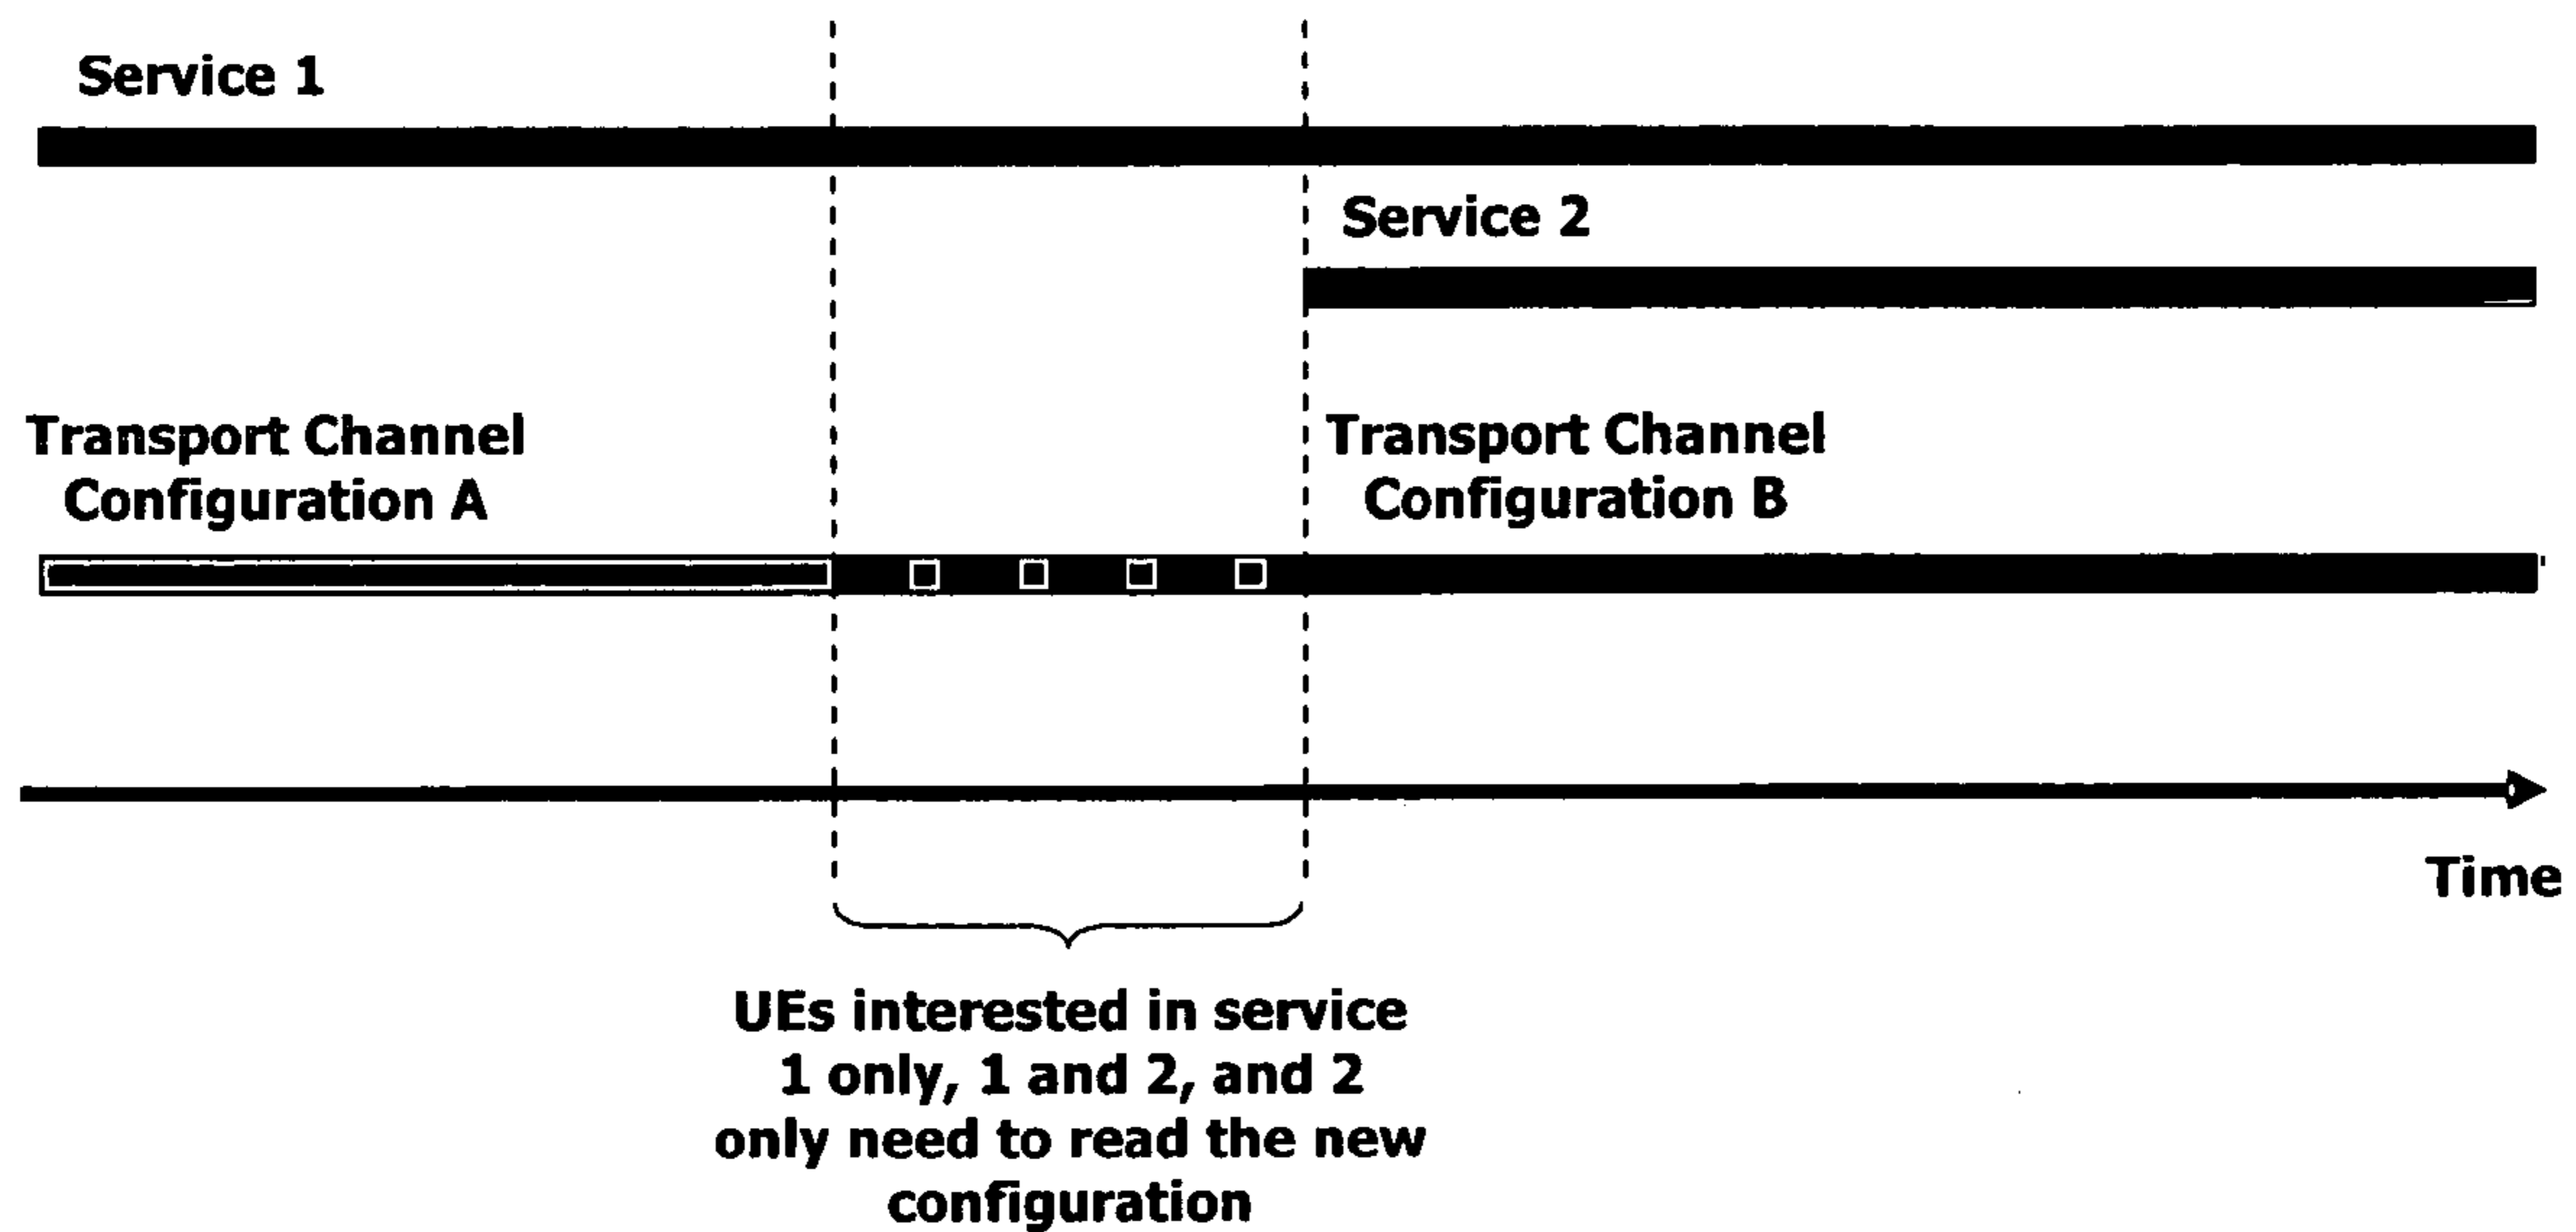 Service 1
Service 2
Transport Channel
Configuration A
Transport Channel
Configuration B
Time
UEs interested in service
1 only, 1 and 2, and 2
only need to read the new
configuration